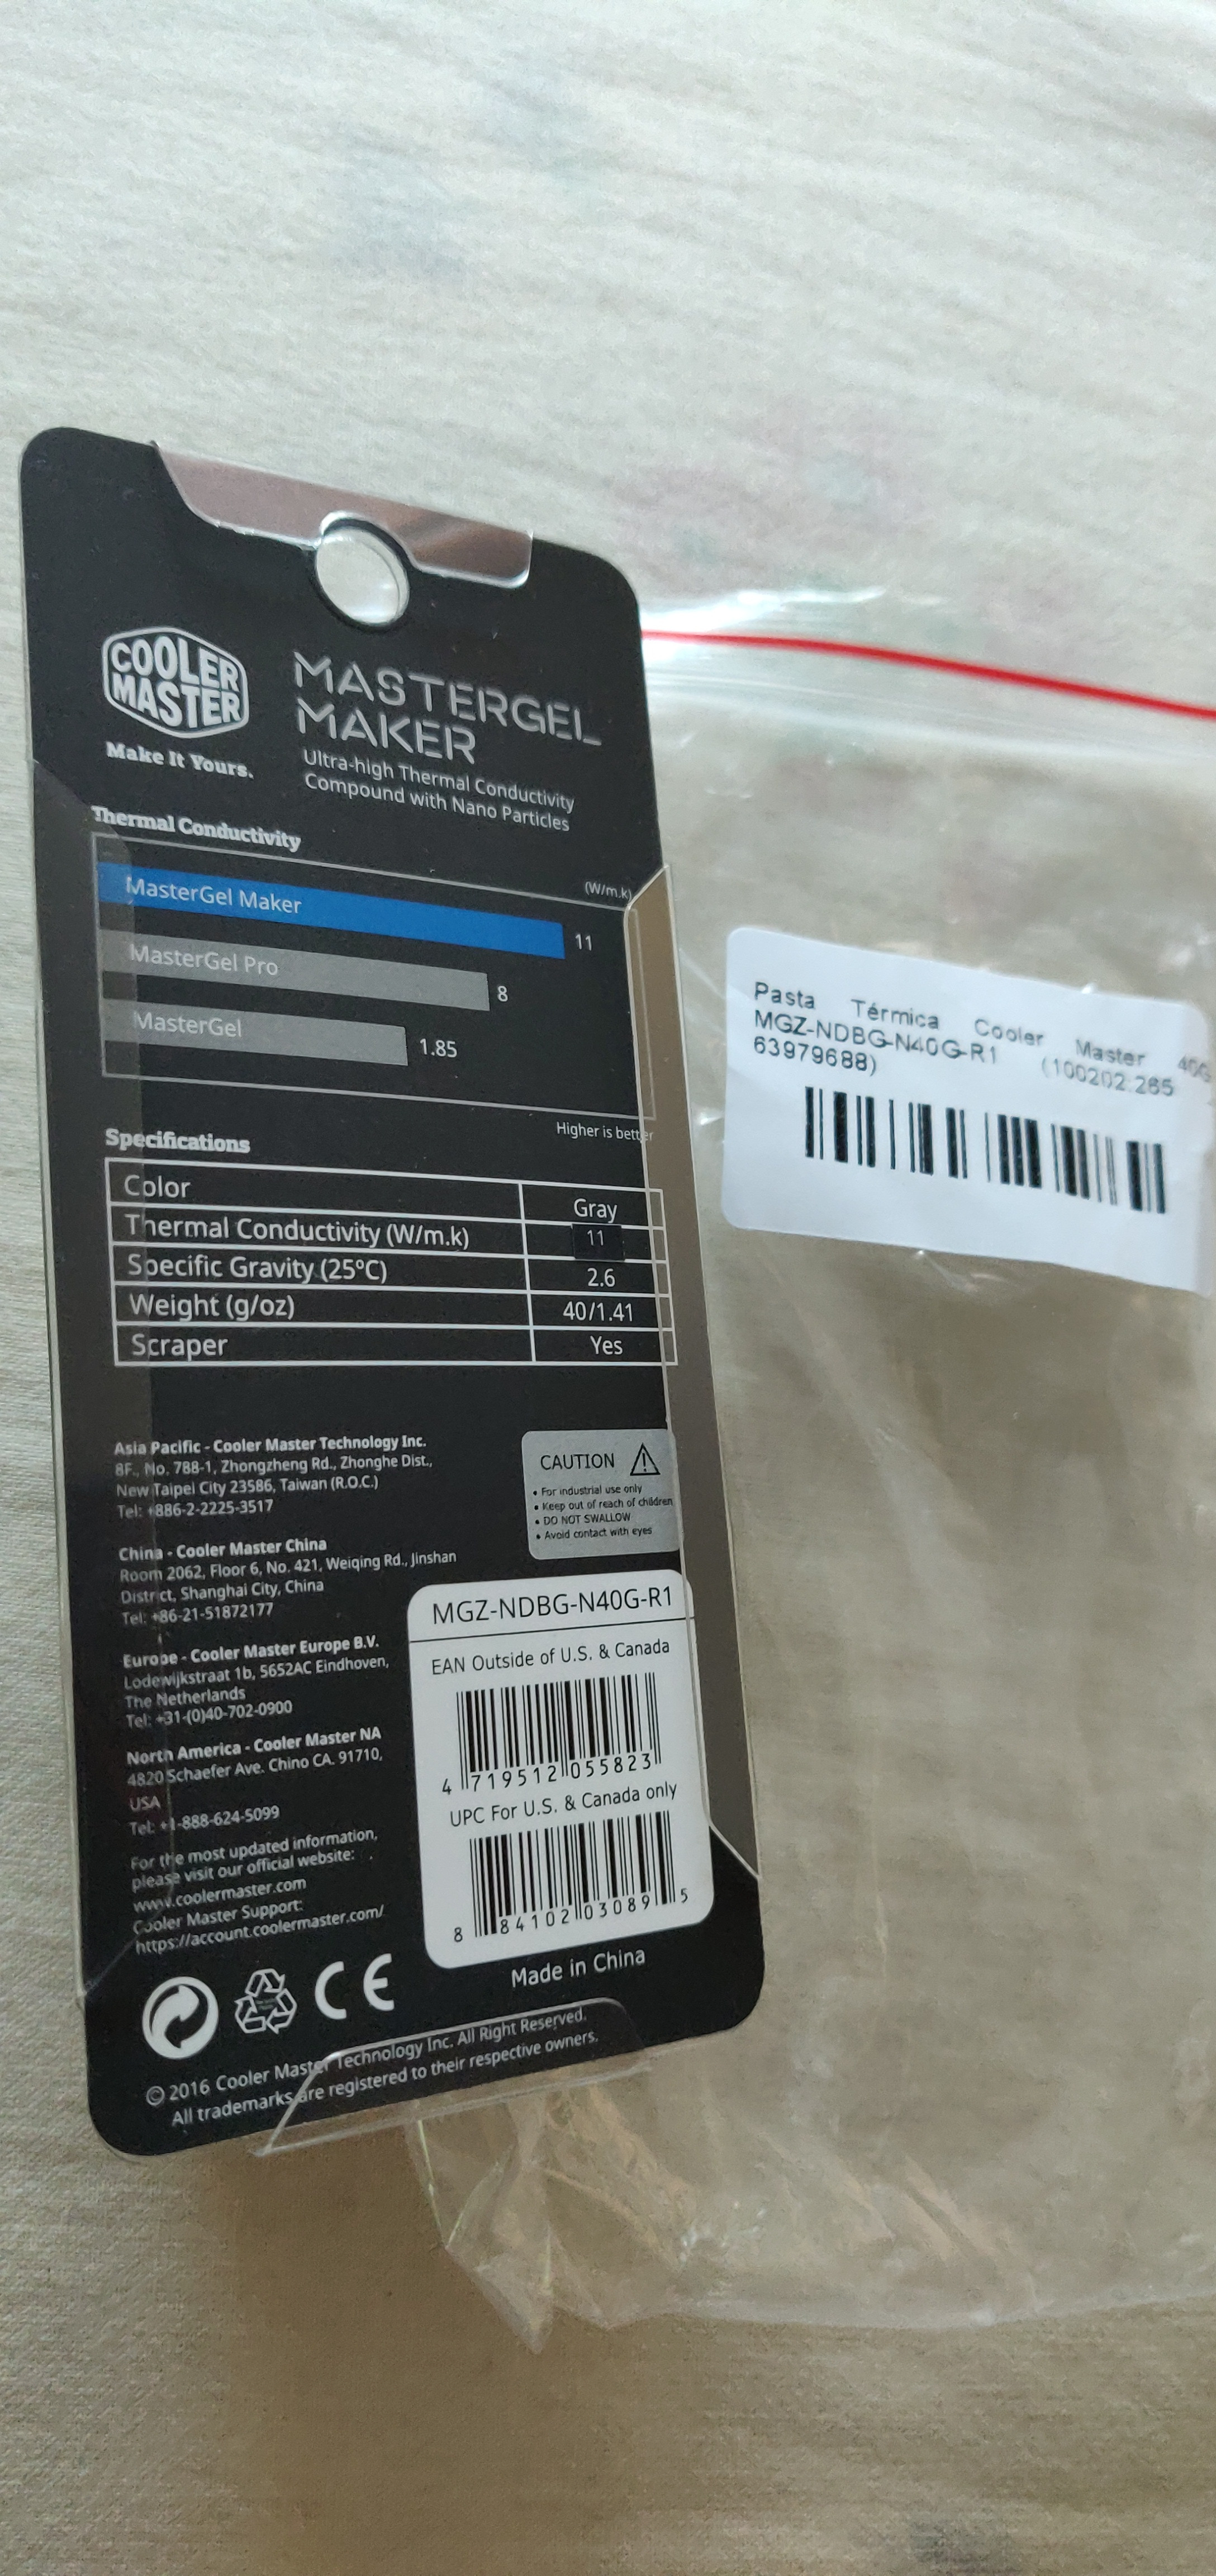 COOLER
MASTER
Make It Yours.
MASTERGEL
MAKER
Ultra-high Thermal Conductivity
Compound with Nano Particles
Thermal Conductivity
(W/m.k)
MasterGel Maker 11
MasterGel Pro 8
MasterGel 1.85
Higher is better
Specifications
Color Gray
Thermal Conductivity (W/m.k) 11
Specific Gravity (25°C) 2.6
Weight (g/oz) 40/1.41
Scraper Yes
Asia Pacific - Cooler Master Technology Inc.
8F., No. 788-1, Zhongzheng Rd., Zhonghe Dist.,
New Taipei City 23586, Taiwan (R.O.C.)
Tel: +886-2-2225-3517
China - Cooler Master China
Room 2062, Floor 6, No. 421, Weiqing Rd., Jinshan
District, Shanghai City, China
Tel: +86-21-51872177
Europe - Cooler Master Europe B.V.
Lodewijkstraat 1b, 5652AC Eindhoven,
The Netherlands
Tel: +31-(0)40-702-0900
North America - Cooler Master NA
4820 Schaefer Ave. Chino CA. 91710,
USA
Tel: +1-888-624-5099
For the most updated information,
please visit our official website:
www.coolermaster.com
Cooler Master Support:
https://account.coolermaster.com/
CAUTION
• For industrial use only
• Keep out of reach of children
• DO NOT SWALLOW
• Avoid contact with eyes
MGZ-NDBG-N40G-R1
EAN Outside of U.S. & Canada
4 719512 055823
UPC For U.S. & Canada only
8 84102 03089 5
Made in China
CE
© 2016 Cooler Master Technology Inc. All Right Reserved.
All trademarks are registered to their respective owners.
Pasta Térmica Cooler Master 40G
MGZ-NDBG-N40G-R1 (100202.265
63979688)